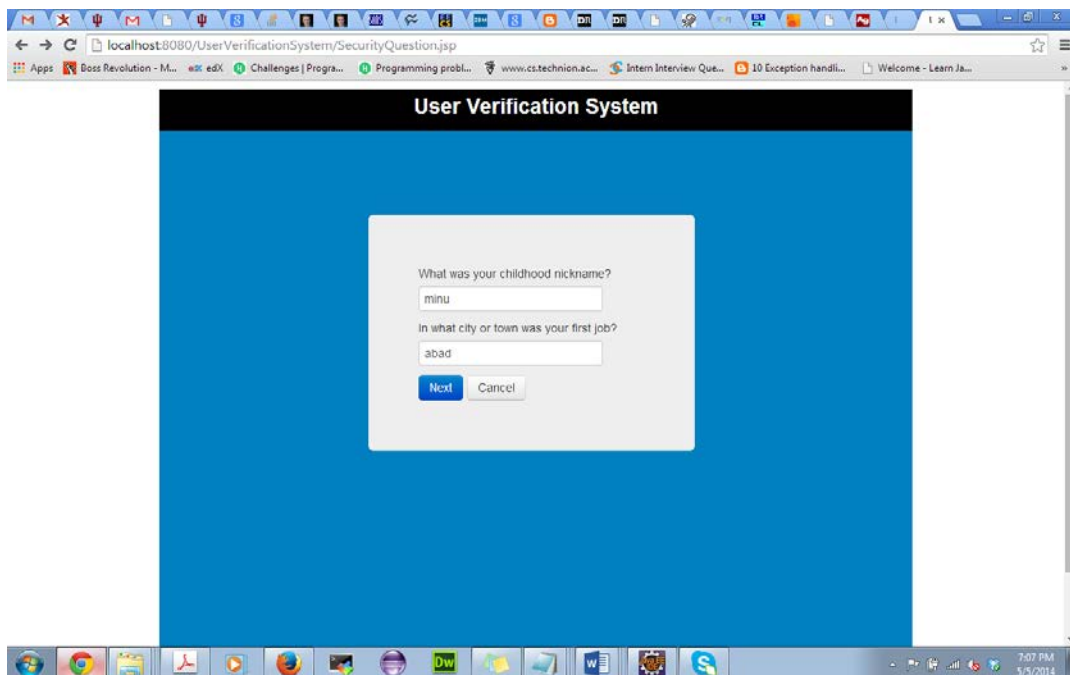 localhost:8080/UserVerificationSystem/SecurityQuestion.jsp
Apps Boss Revolution - M... edX edX Challenges | Progra... Programming probl... www.cs.technion.ac... Intern Interview Que... 10 Exception handli... Welcome - Learn Ja... »
User Verification System
What was your childhood nickname?
minu
In what city or town was your first job?
abad
Next Cancel
Dw
7:07 PM
5/5/2014